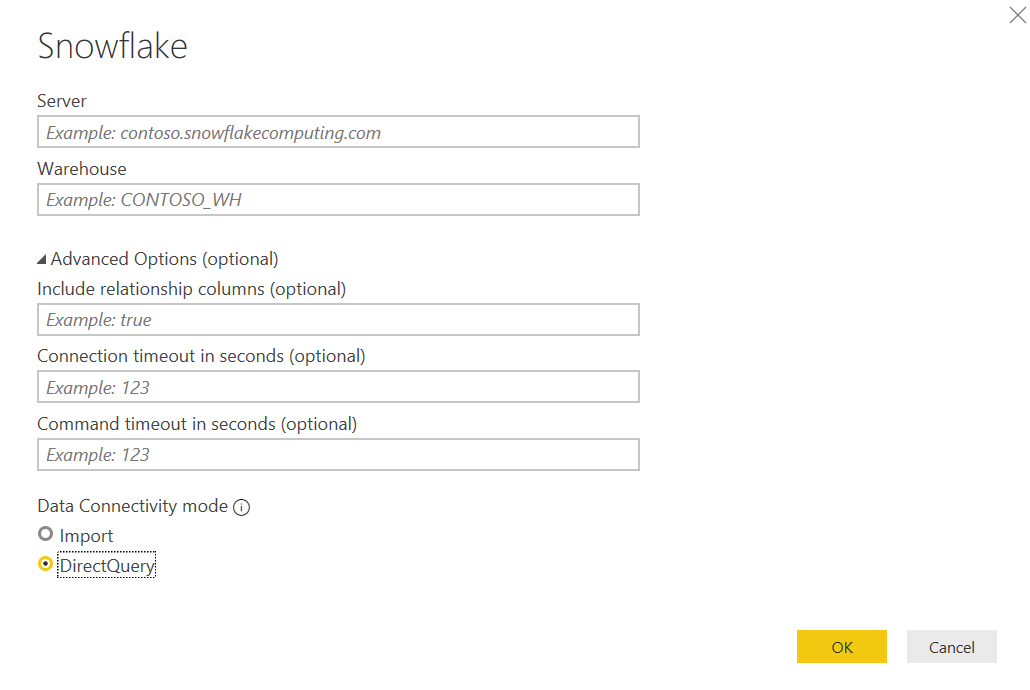 Snowflake
Server
Example: contoso.snowflakecomputing.com
Warehouse
Example: CONTOSO_WH
Advanced Options (optional)
Include relationship columns (optional)
Example: true
Connection timeout in seconds (optional)
Example: 123
Command timeout in seconds (optional)
Example: 123
Data Connectivity mode
Import
DirectQuery
OK Cancel